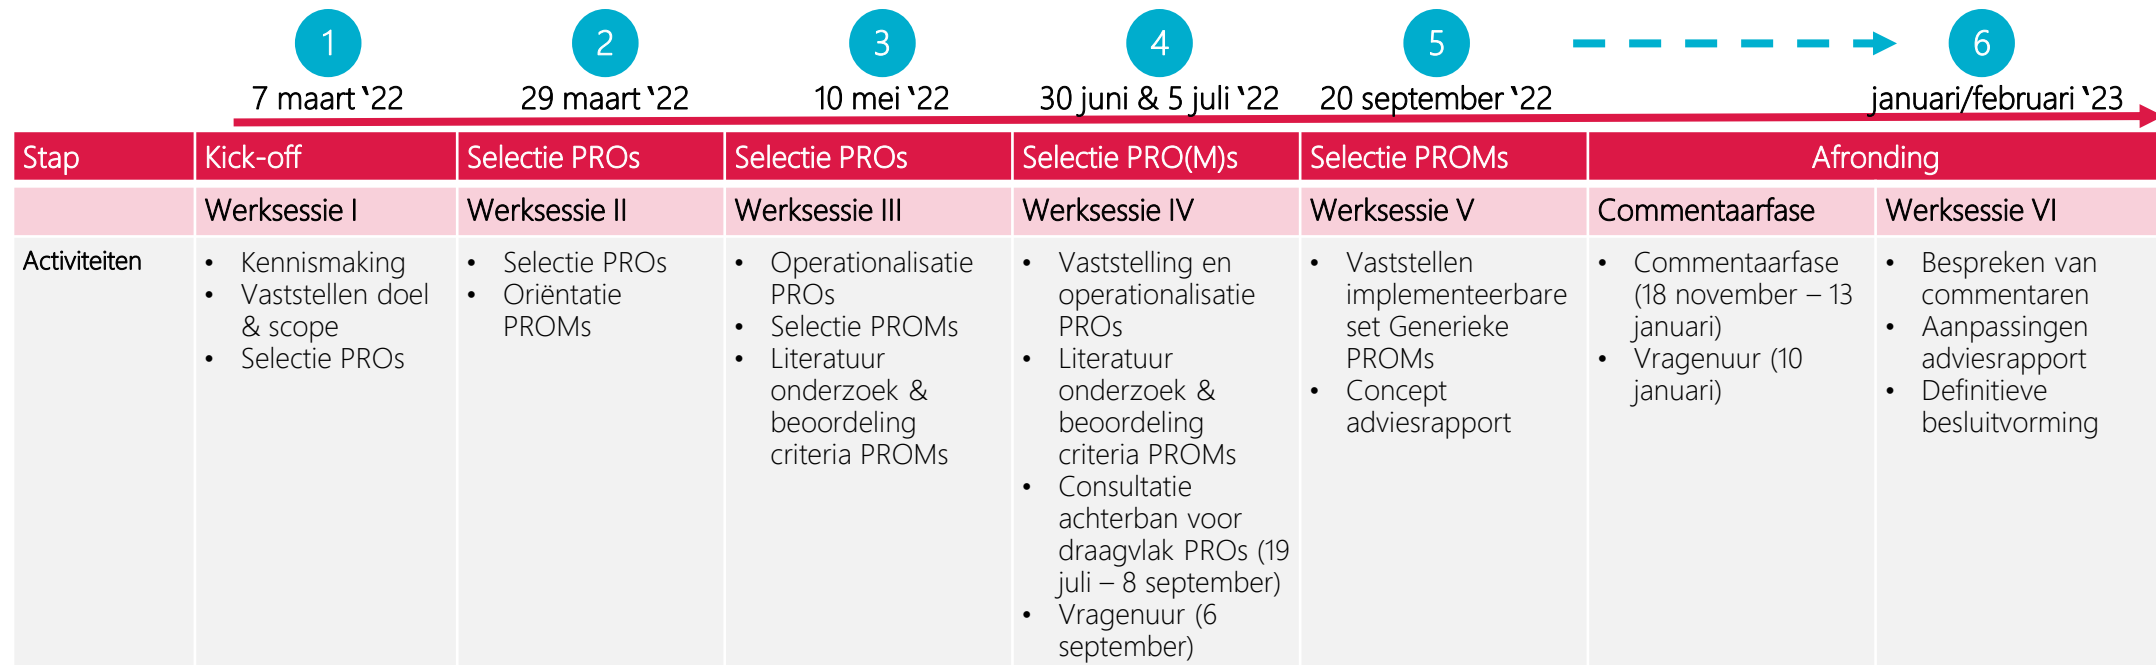 1
2
3
4
5
6
7 maart ‘22
29 maart ‘22
10 mei ‘22
30 juni & 5 juli ‘22
20 september ‘22
januari/februari ‘23
Stap
Kick-off
Selectie PROs
Selectie PROs
Selectie PRO(M)s
Selectie PROMs
Afronding
Werksessie I
Werksessie II
Werksessie III
Werksessie IV
Werksessie V
Commentaarfase
Werksessie VI
Activiteiten
• Kennismaking
• Vaststellen doel
& scope
• Selectie PROs
• Selectie PROs
• Oriëntatie
PROMs
• Operationalisatie
PROs
• Selectie PROMs
• Literatuur
onderzoek &
beoordeling
criteria PROMs
• Vaststelling en
operationalisatie
PROs
• Literatuur
onderzoek &
beoordeling
criteria PROMs
• Consultatie
achterban voor
draagvlak PROs (19
juli – 8 september)
• Vragenuur (6
september)
• Vaststellen
implementeerbare
set Generieke
PROMs
• Concept
adviesrapport
• Commentaarfase
(18 november – 13
januari)
• Vragenuur (10
januari)
• Bespreken van
commentaren
• Aanpassingen
adviesrapport
• Definitieve
besluitvorming